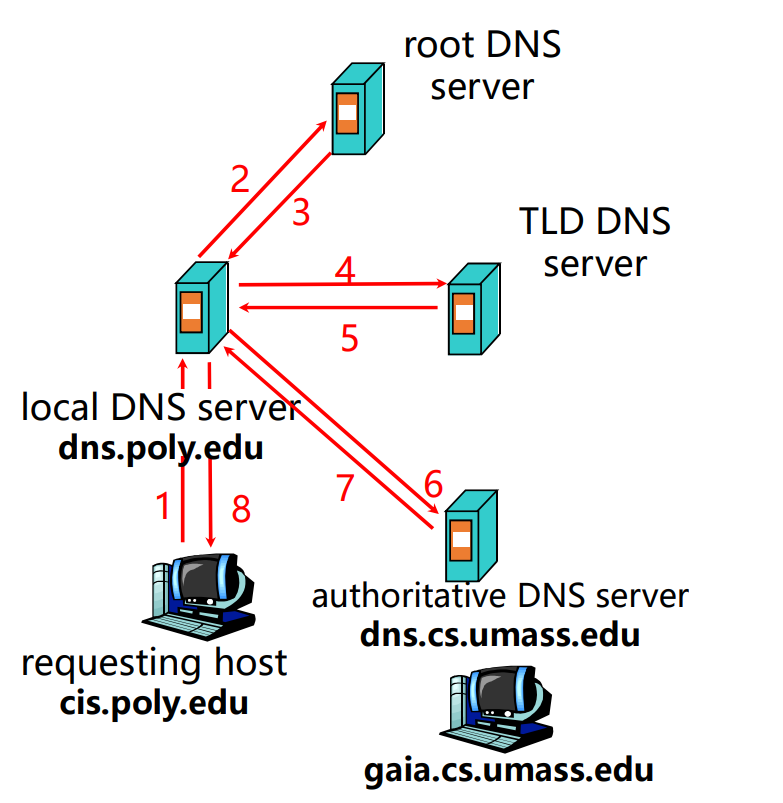 root DNS
server
2
3
TLD DNS
server
4
5
local DNS server
dns.poly.edu
1
8
7
6
authoritative DNS server
dns.cs.umass.edu
requesting host
cis.poly.edu
gaia.cs.umass.edu